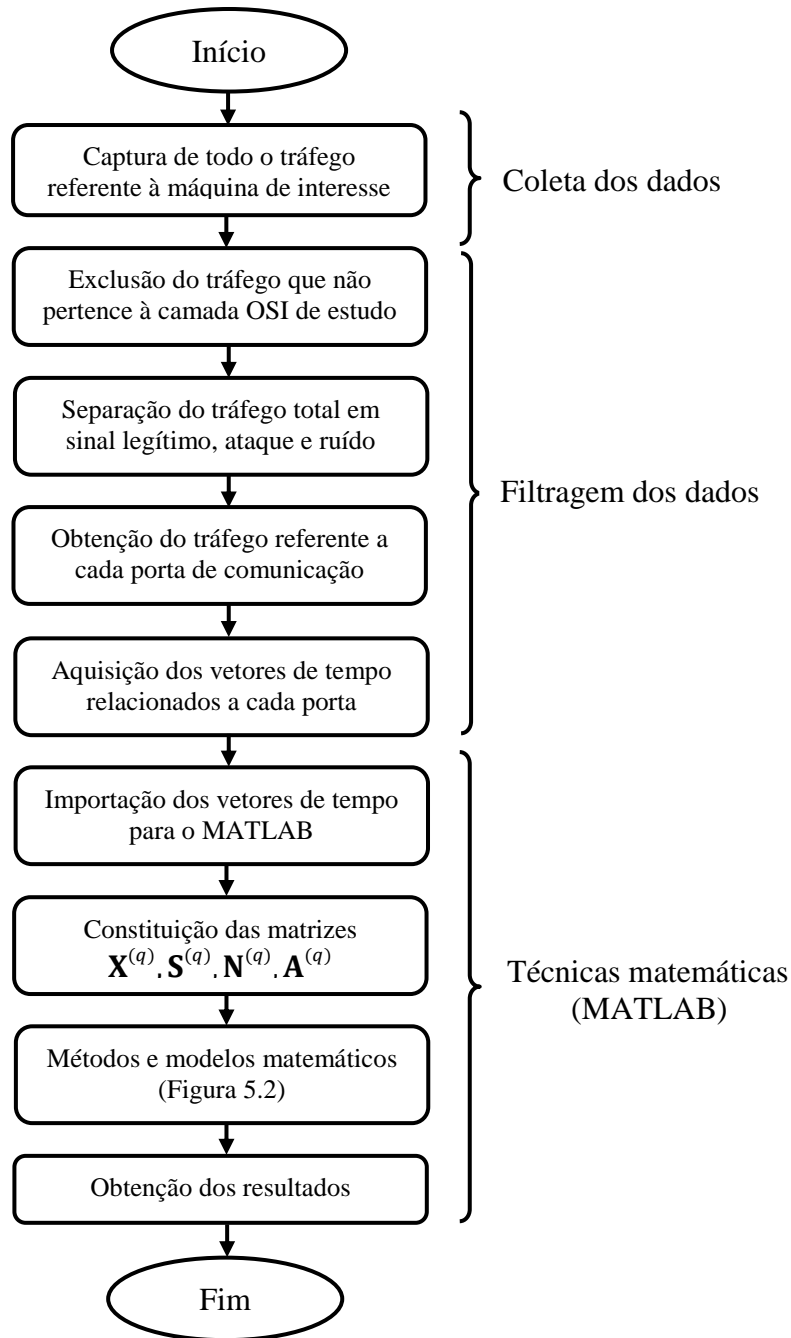 Início
Captura de todo o tráfego
referente à máquina de interesse
Coleta dos dados
Exclusão do tráfego que não
pertence à camada OSI de estudo
Separação do tráfego total em
sinal legítimo, ataque e ruído
Obtenção do tráfego referente a
cada porta de comunicação
Aquisição dos vetores de tempo
relacionados a cada porta
Filtragem dos dados
Importação dos vetores de tempo
para o MATLAB
Constituição das matrizes
X^(q), S^(q), N^(q), A^(q)
Métodos e modelos matemáticos
(Figura 5.2)
Obtenção dos resultados
Técnicas matemáticas
(MATLAB)
Fim